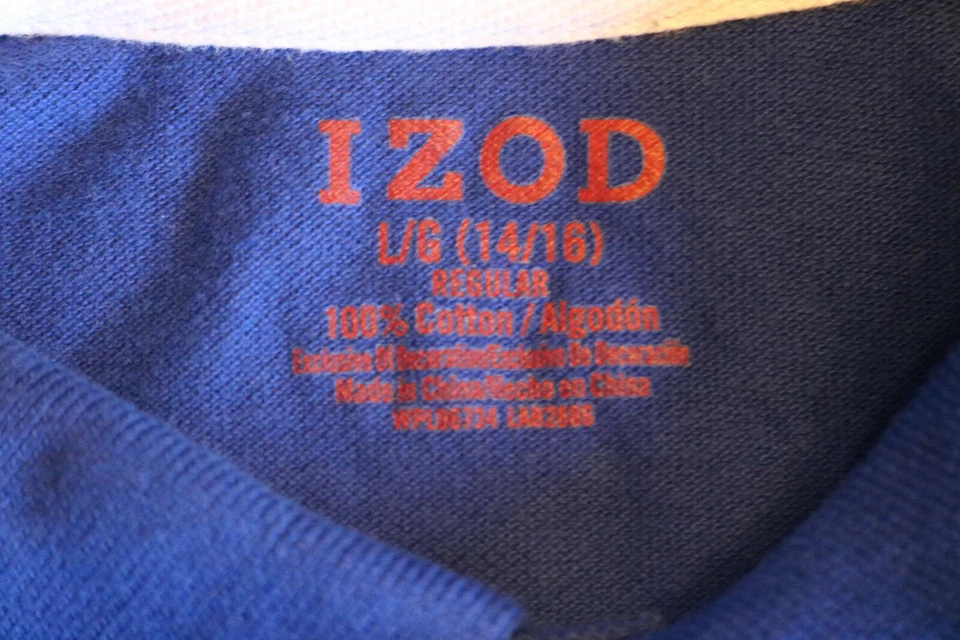 IZOD
L/G (14/16)
REGULAR
100% Cotton / Algodón
Exclusive Of Decoration/Exclusivo De Decoración
Made in China/Hecho en China
WPL06734